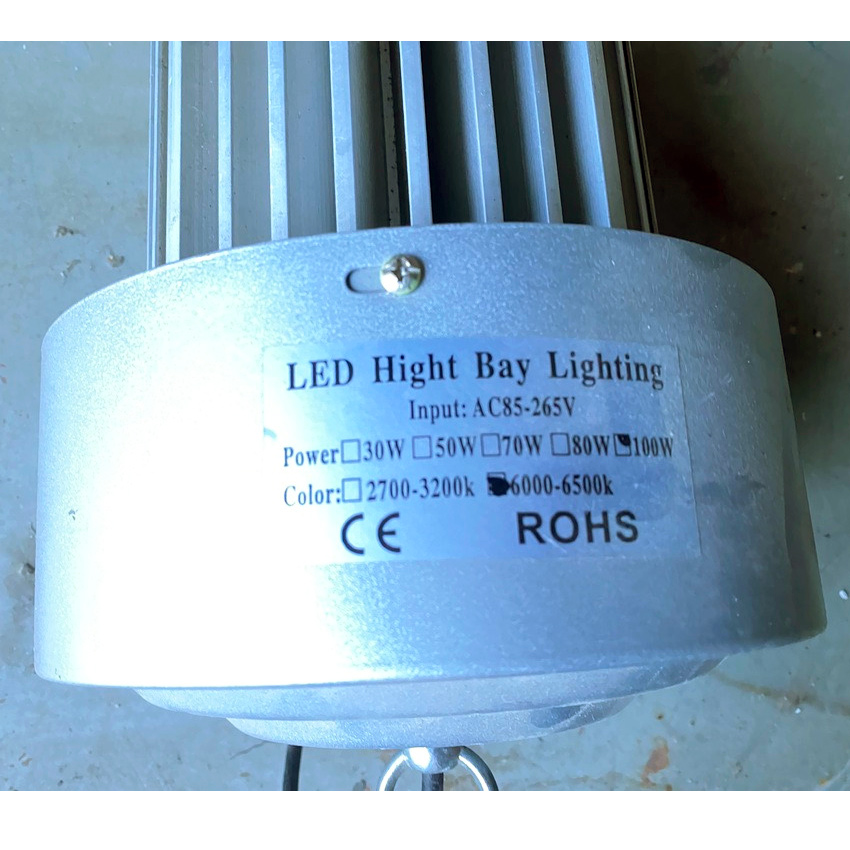 LED Hight Bay Lighting
Input: AC85-265V
Power:□30W □50W □70W □80W ■100W
Color:□2700-3200k ■6000-6500k
CE ROHS